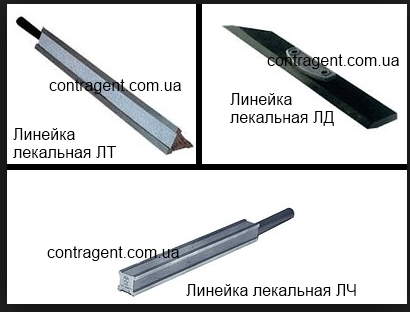 contragent.com.ua
Линейка
лекальная ЛТ
contragent.com.ua
Линейка
лекальная ЛД
contragent.com.ua
Линейка лекальная ЛЧ